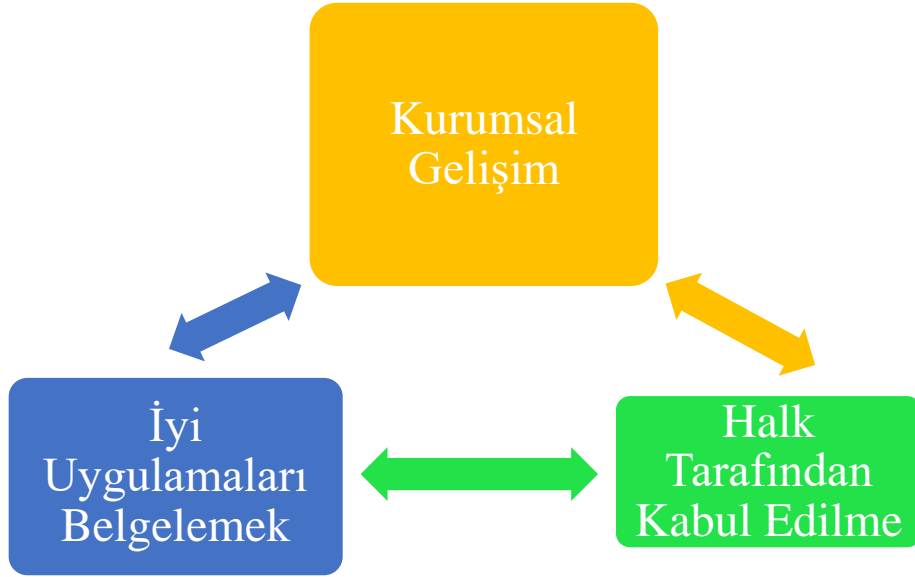 Kurumsal
Gelişim
İyi
Uygulamaları
Belgelemek
Halk
Tarafından
Kabul Edilme